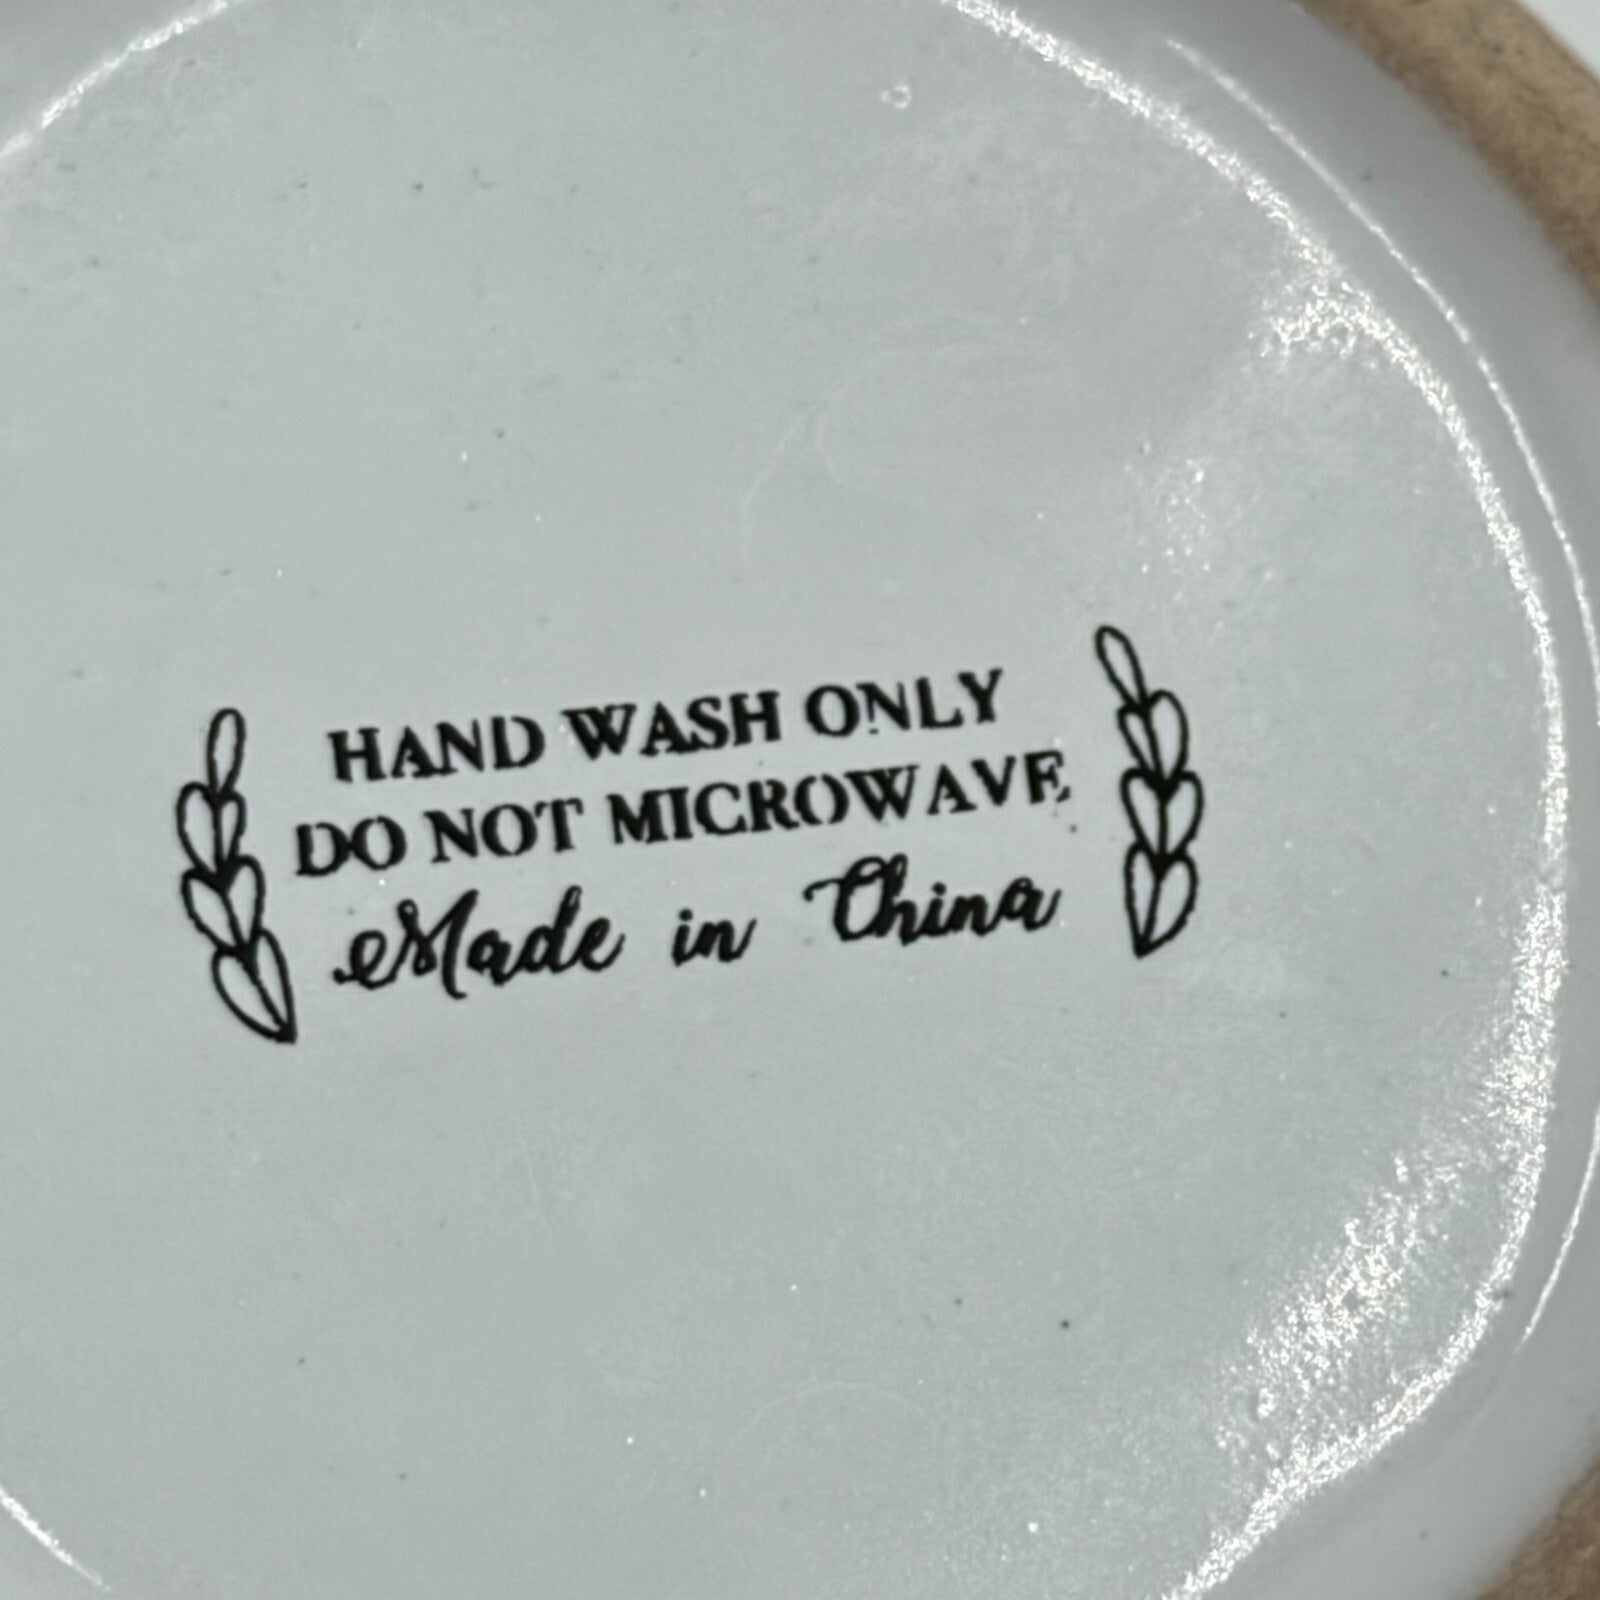 HAND WASH ONLY
DO NOT MICROWAVE
Made in China